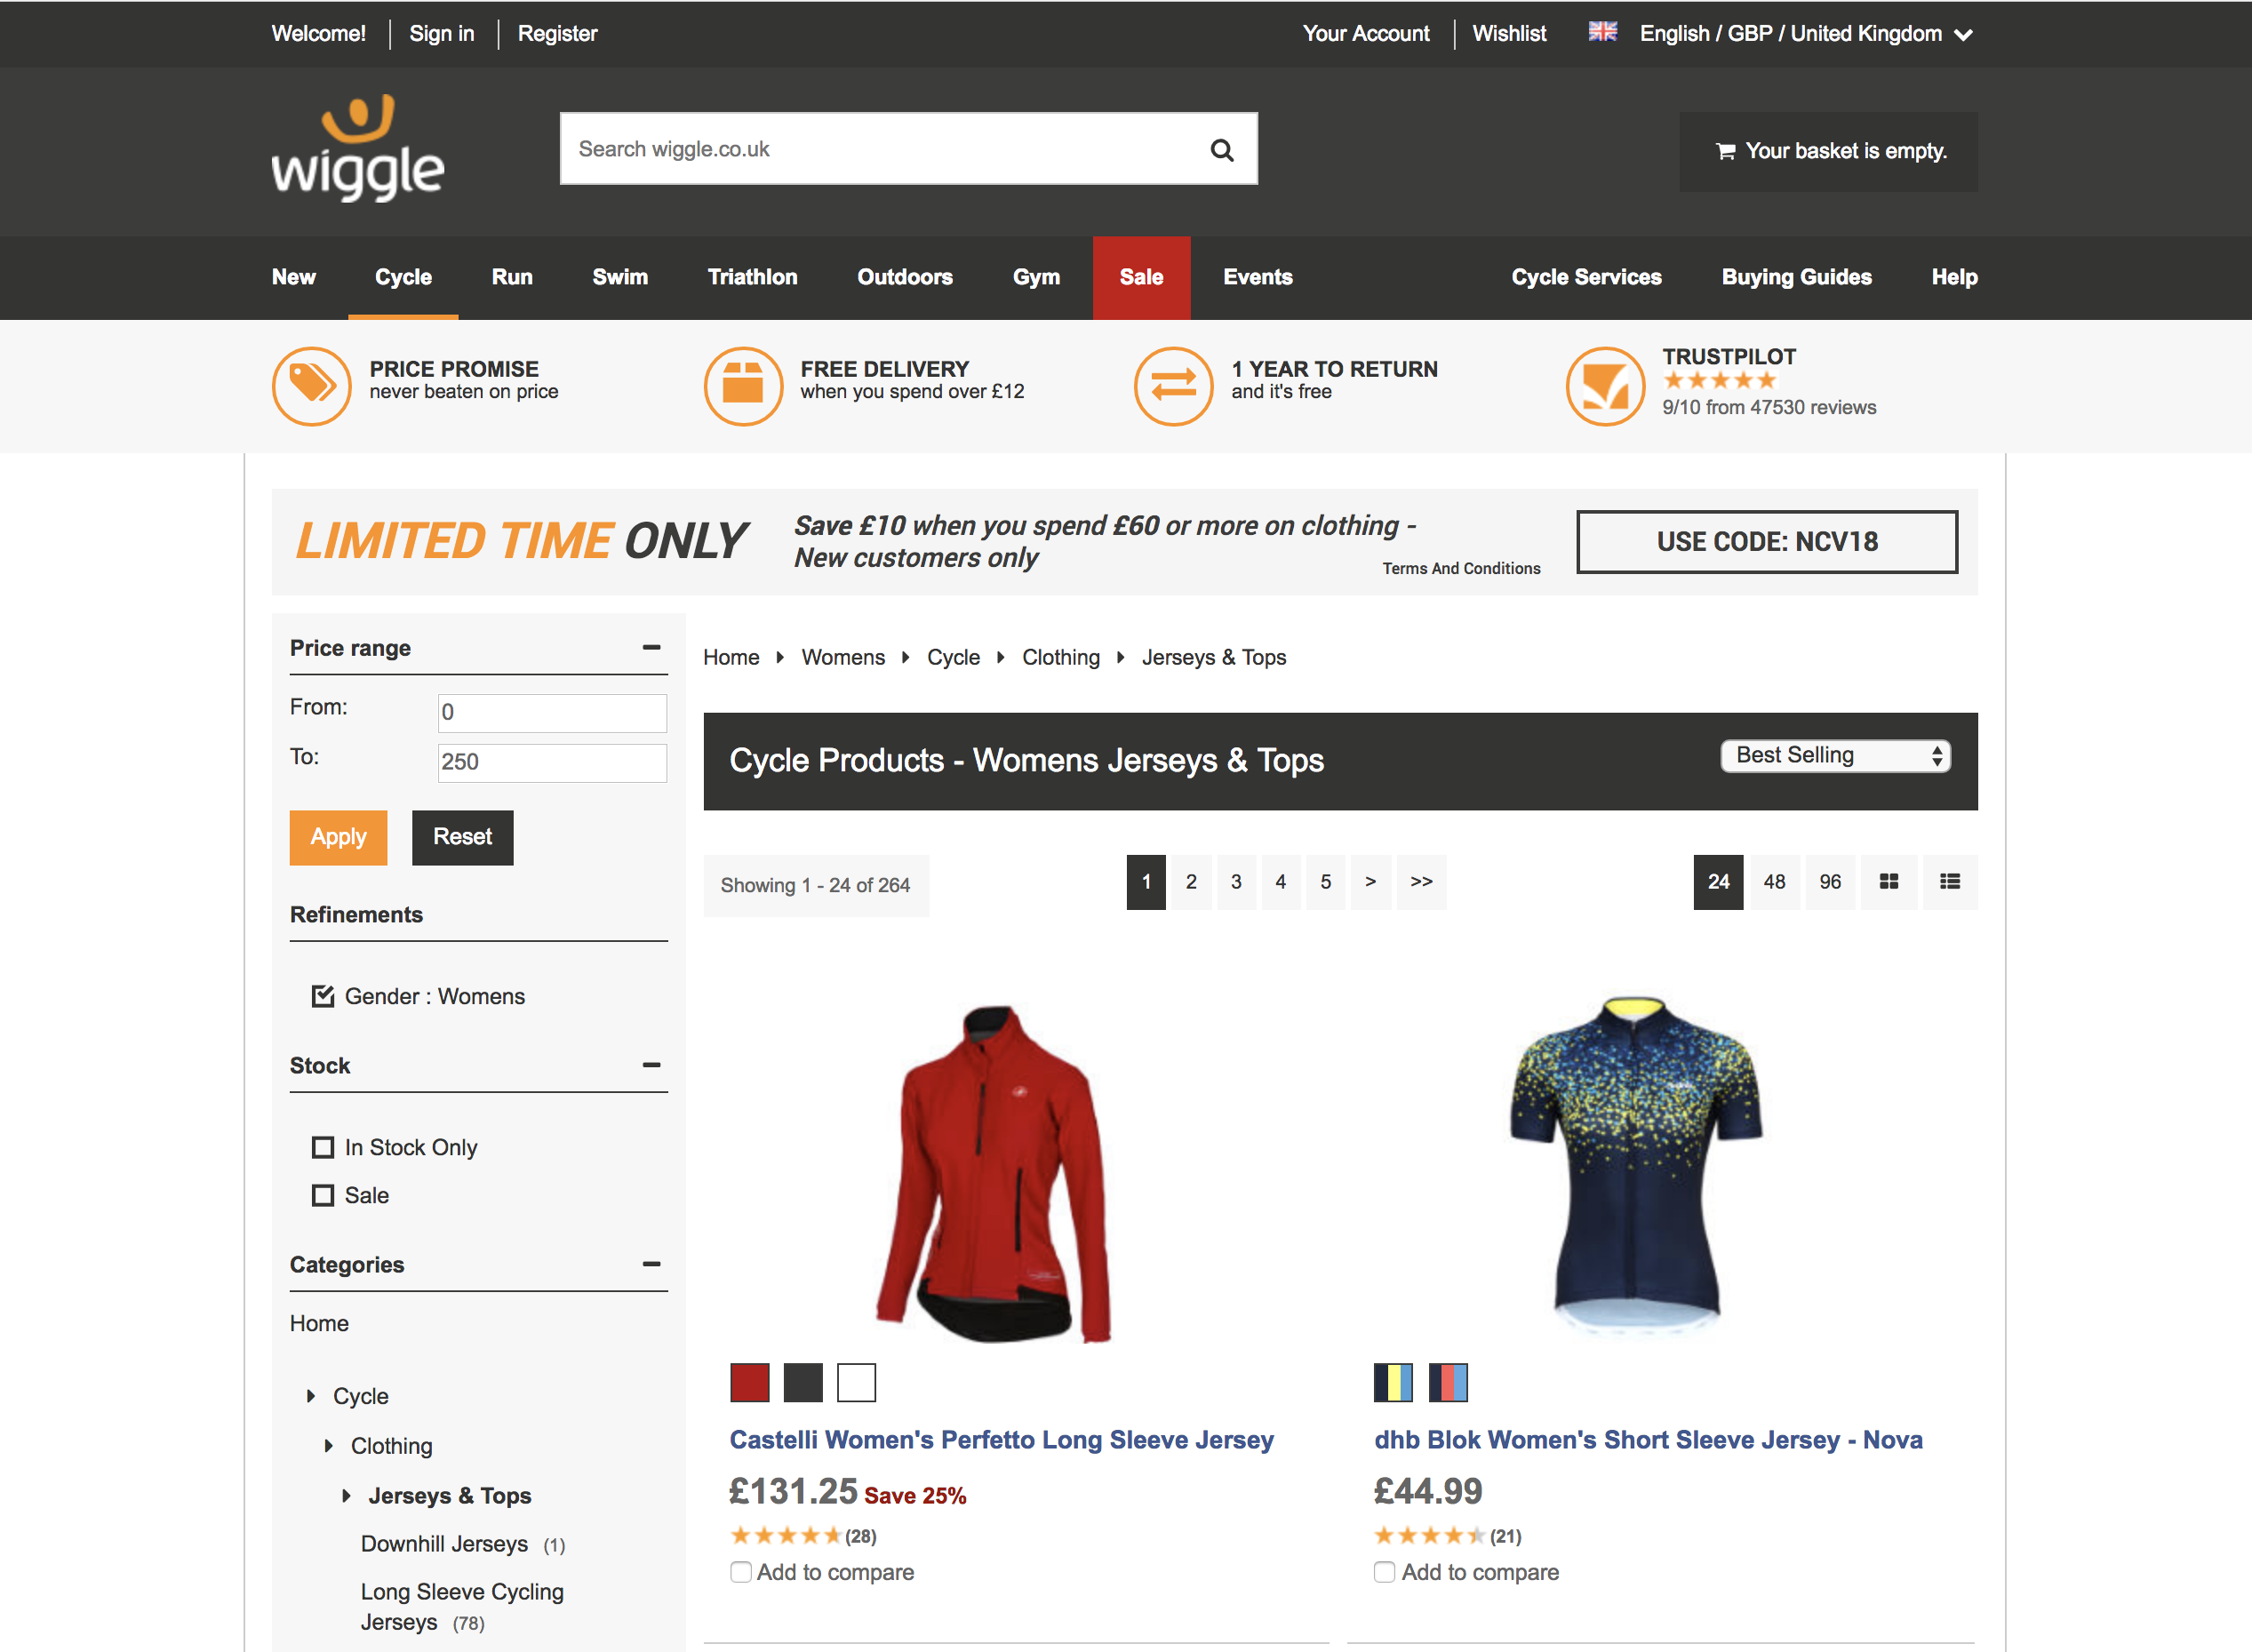 Welcome!
Sign in
Register
Your Account
Wishlist
English / GBP / United Kingdom
wiggle
Search wiggle.co.uk
Your basket is empty.
New
Cycle
Run
Swim
Triathlon
Outdoors
Gym
Sale
Events
Cycle Services
Buying Guides
Help
PRICE PROMISE
never beaten on price
FREE DELIVERY
when you spend over £12
1 YEAR TO RETURN
and it's free
TRUSTPILOT
9/10 from 47530 reviews
LIMITED TIME ONLY
Save £10 when you spend £60 or more on clothing -
New customers only
Terms And Conditions
USE CODE: NCV18
Price range
From:
0
To:
250
Apply
Reset
Refinements
Gender : Womens
Stock
In Stock Only
Sale
Categories
Home
Cycle
Clothing
Jerseys & Tops
Downhill Jerseys (1)
Long Sleeve Cycling
Jerseys (78)
Home
Womens
Cycle
Clothing
Jerseys & Tops
Cycle Products - Womens Jerseys & Tops
Best Selling
Showing 1 - 24 of 264
1
2
3
4
5
>
>>
24
48
96
Castelli Women's Perfetto Long Sleeve Jersey
£131.25 Save 25%
(28)
Add to compare
dhb Blok Women's Short Sleeve Jersey - Nova
£44.99
(21)
Add to compare